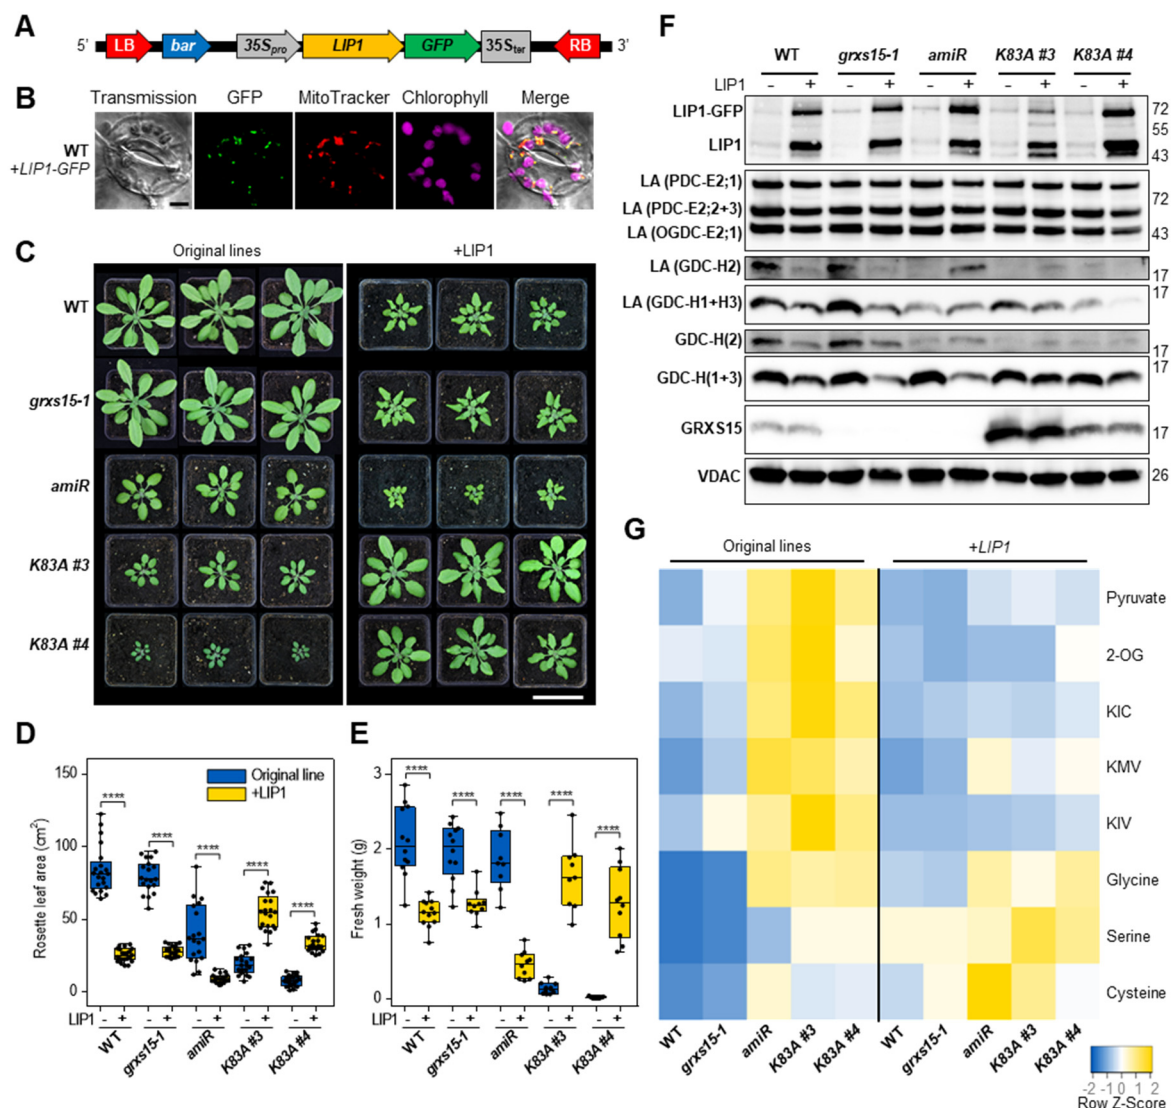 A
5' LB bar 35Spro LIP1 GFP 35Ster RB 3'
B
Transmission GFP MitoTracker Chlorophyll Merge
WT
+LIP1-GFP
C
Original lines +LIP1
WT
grxs15-1
amiR
K83A #3
K83A #4
D
Rosette leaf area (cm2)
150
100
50
0
Original line
+LIP1
****
****
****
****
****
LIP1 - + - + - + - + - +
WT grxs15-1 amiR K83A #3 K83A #4
E
Fresh weight (g)
3
2
1
0
****
****
****
****
****
LIP1 - + - + - + - + - +
WT grxs15-1 amiR K83A #3 K83A #4
F
WT grxs15-1 amiR K83A #3 K83A #4
LIP1 - + - + - + - + - +
LIP1-GFP 72
55
LIP1 43
LA (PDC-E2;1)
72
LA (PDC-E2;2+3)
LA (OGDC-E2;1) 43
LA (GDC-H2) 17
LA (GDC-H1+H3) 17
GDC-H(2) 17
GDC-H(1+3) 17
GRXS15 17
VDAC 26
G
Original lines +LIP1
Pyruvate
2-OG
KIC
KMV
KIV
Glycine
Serine
Cysteine
WT grxs15-1 amiR K83A #3 K83A #4 WT grxs15-1 amiR K83A #3 K83A #4
-2 -1 0 1 2
Row Z-Score